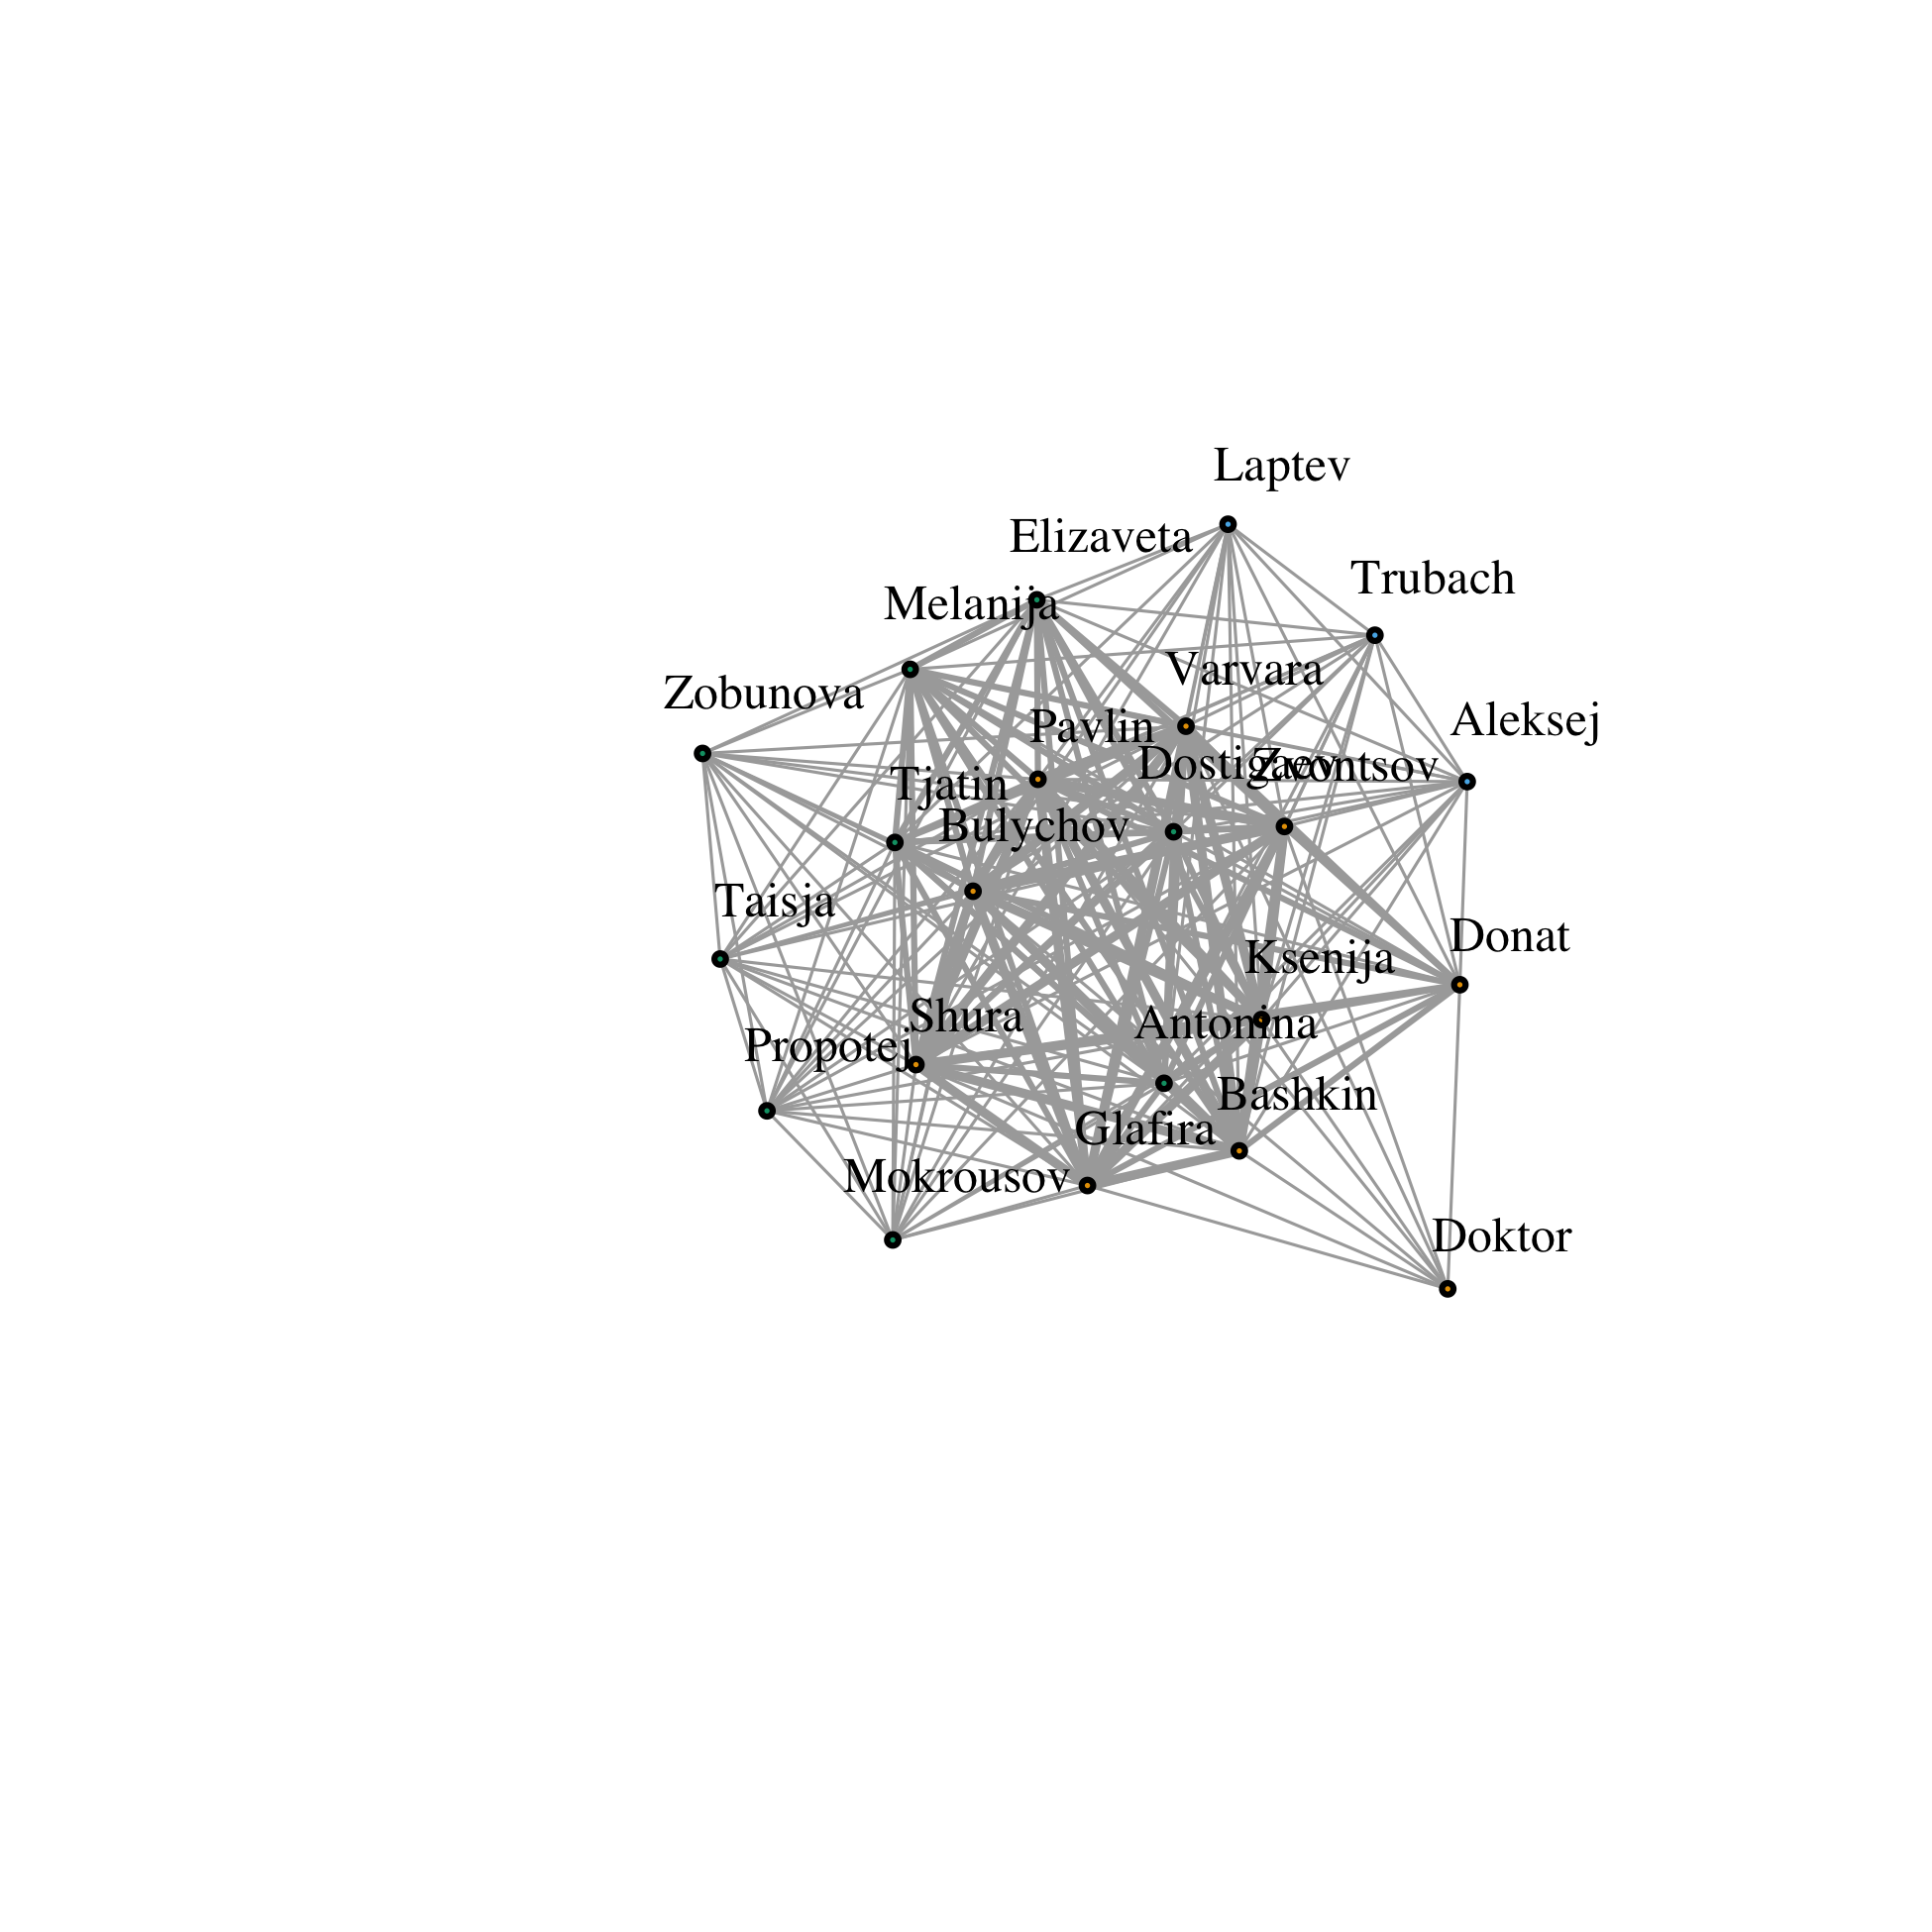 Laptev
Elizaveta
Trubach
Melanija
Varvara
Zobunova
Aleksej
Pavlin
Dostigaev
Zvontsov
Tjatin
Bulychov
Taisja
Donat
Ksenija
Shura
Antonina
Propotej
Bashkin
Glafira
Mokrousov
Doktor